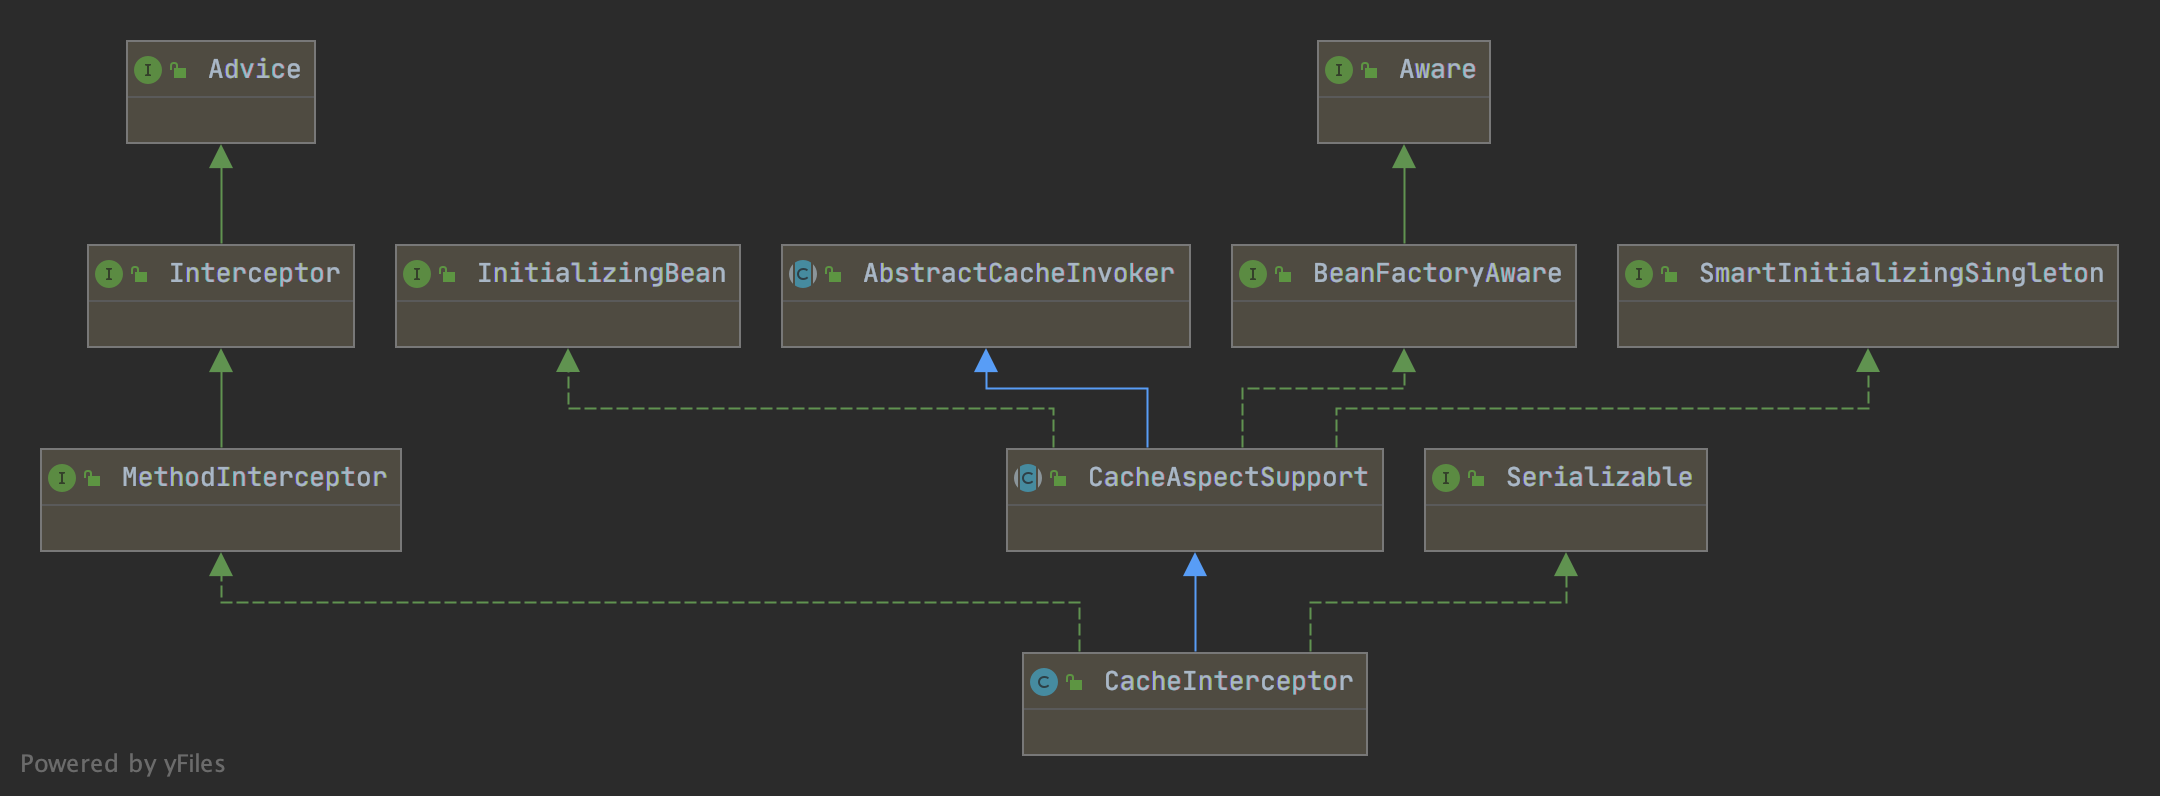 I Advice
I Aware
I Interceptor
I InitializingBean
C AbstractCacheInvoker
I BeanFactoryAware
I SmartInitializingSingleton
I MethodInterceptor
C CacheAspectSupport
I Serializable
C CacheInterceptor
Powered by yFiles